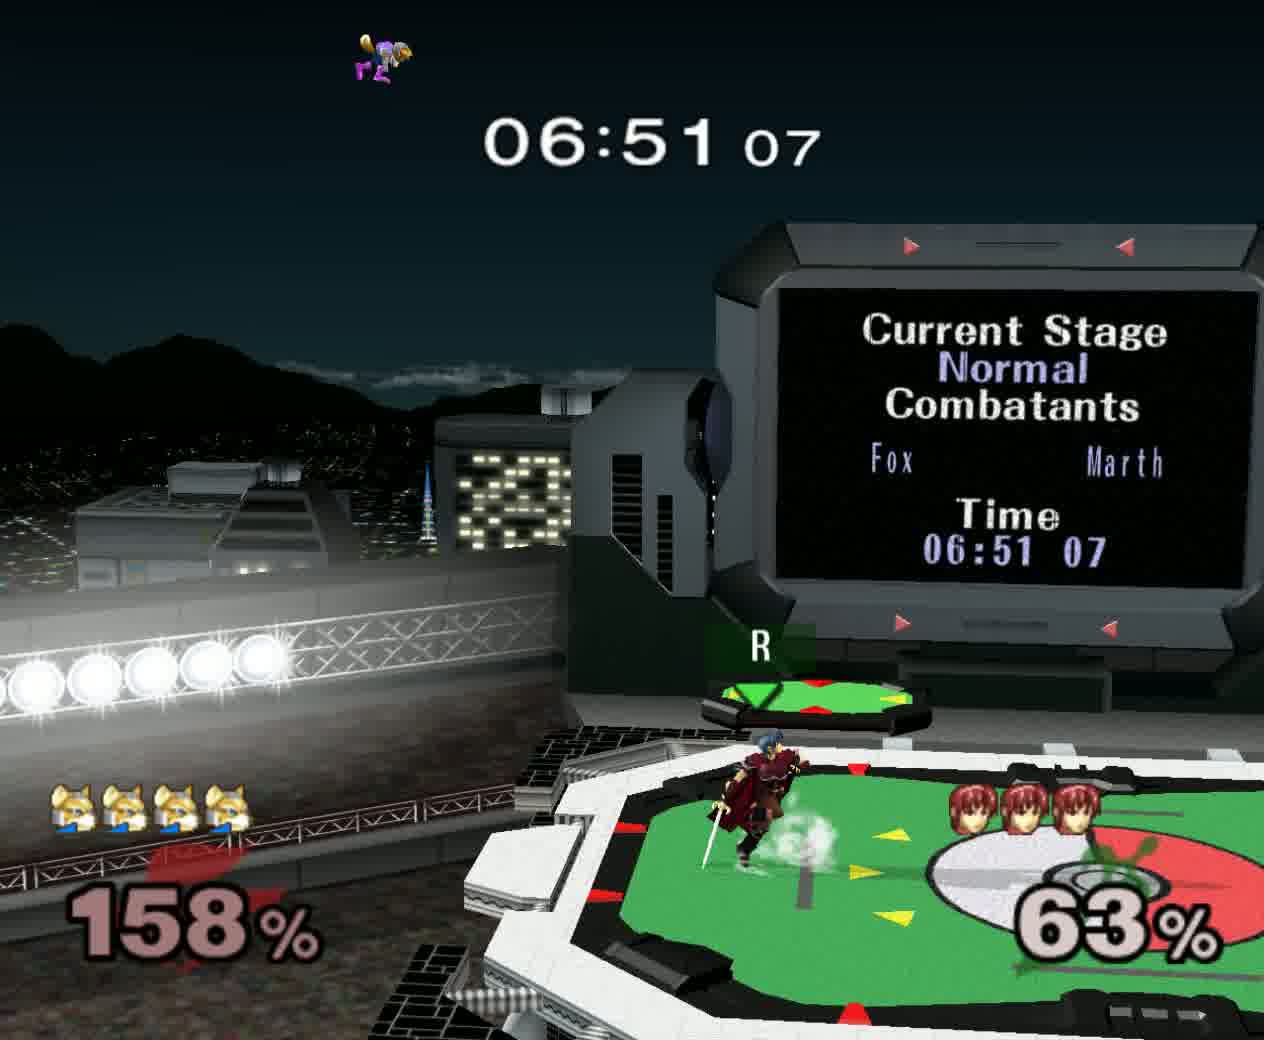 06:51 07
Current Stage
Normal
Combatants
Fox Marth
Time
06:51 07
R
158% 63%